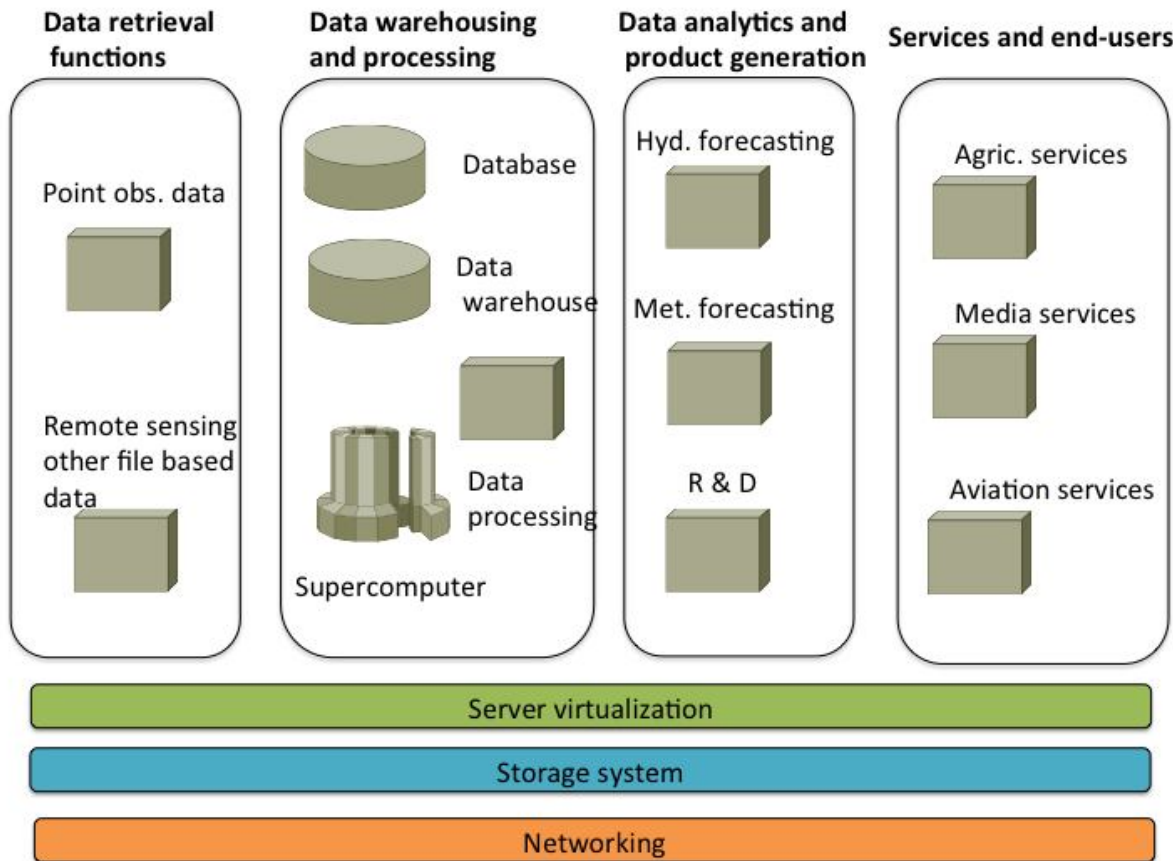 Data retrieval
functions
Point obs. data
Remote sensing
other file based
data
Data warehousing
and processing
Database
Data
warehouse
Data
processing
Supercomputer
Data analytics and
product generation
Hyd. forecasting
Met. forecasting
R & D
Services and end-users
Agric. services
Media services
Aviation services
Server virtualization
Storage system
Networking